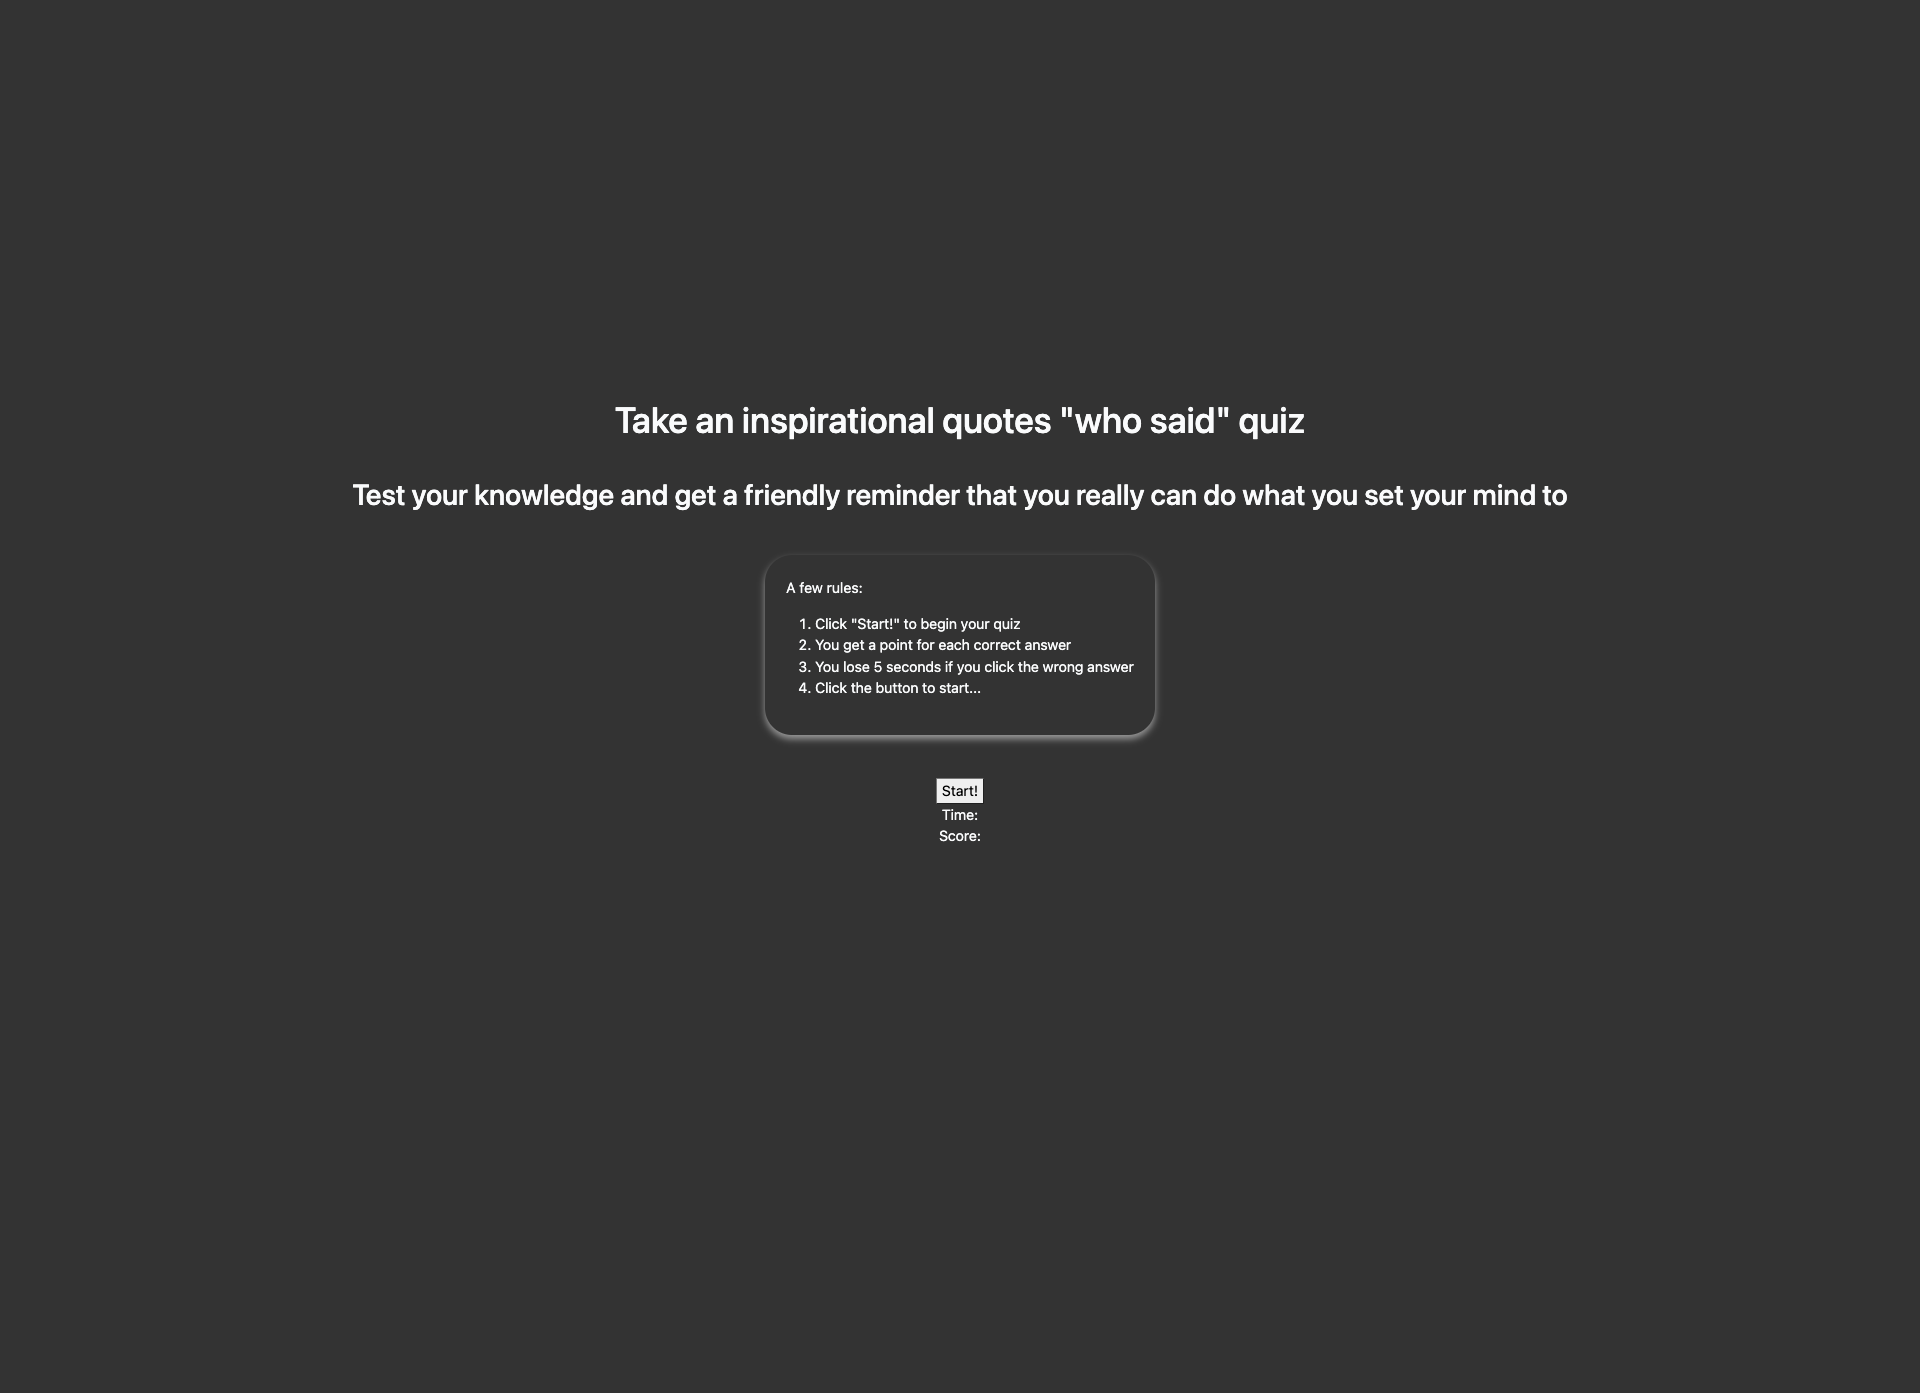 Take an inspirational quotes "who said" quiz
Test your knowledge and get a friendly reminder that you really can do what you set your mind to
A few rules:
1. Click "Start!" to begin your quiz
2. You get a point for each correct answer
3. You lose 5 seconds if you click the wrong answer
4. Click the button to start...
Start!
Time:
Score: